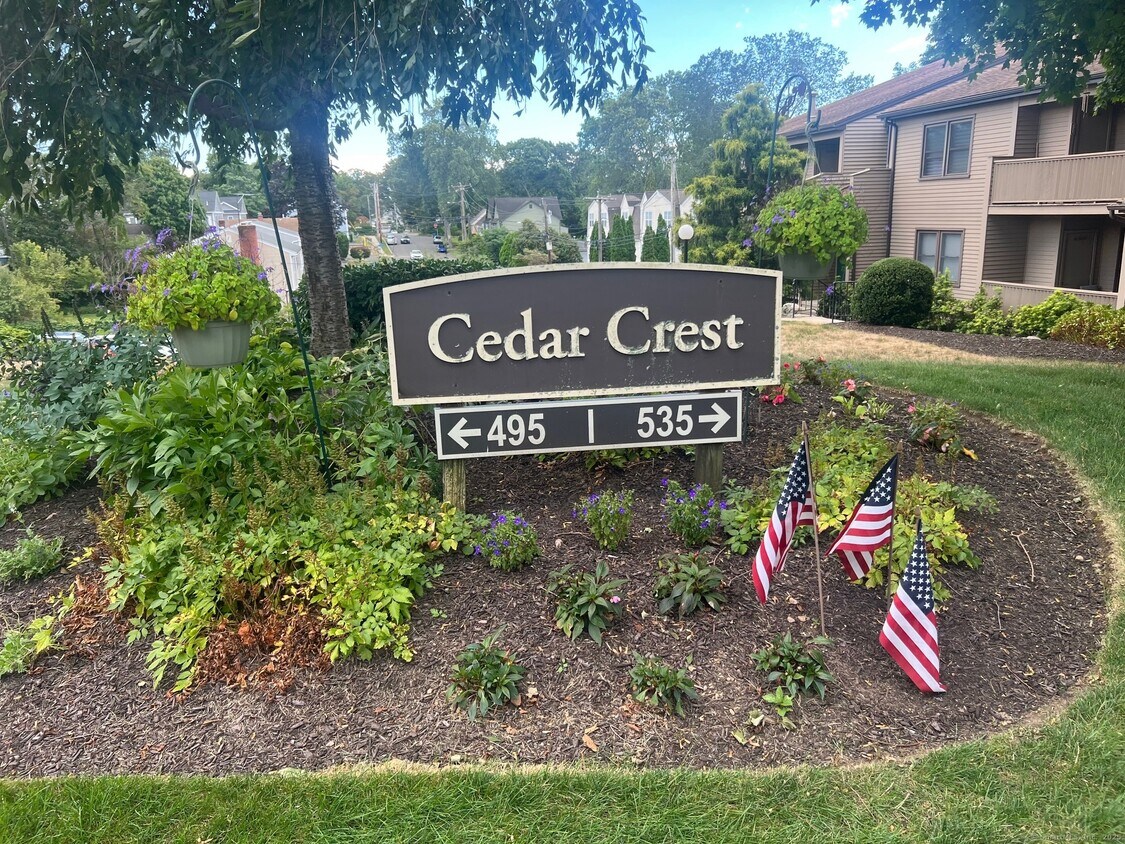 Cedar Crest
← 495 | 535 →